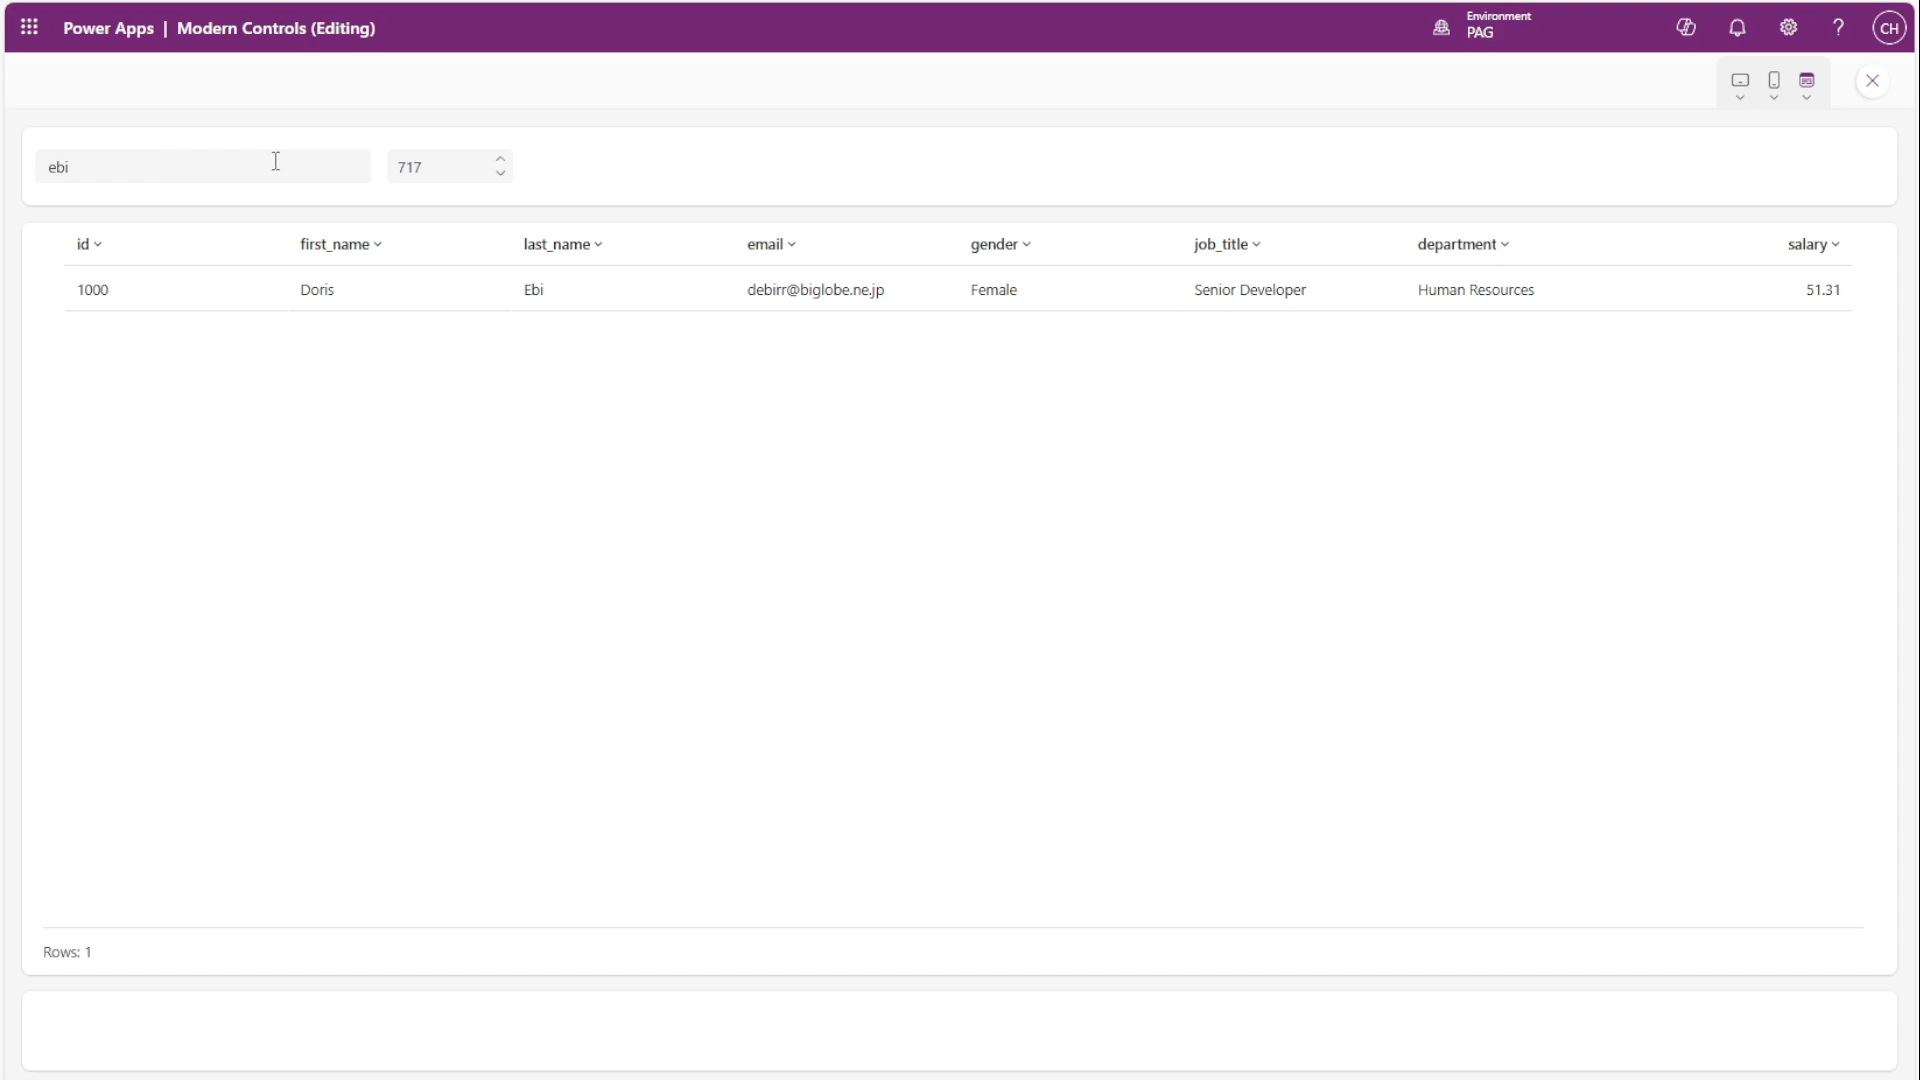 Power Apps | Modern Controls (Editing)
Environment
PAG
? CH
ebi
717
id first_name last_name email gender job_title department salary
1000 Doris Ebi debirr@biglobe.ne.jp Female Senior Developer Human Resources 51.31
Rows: 1